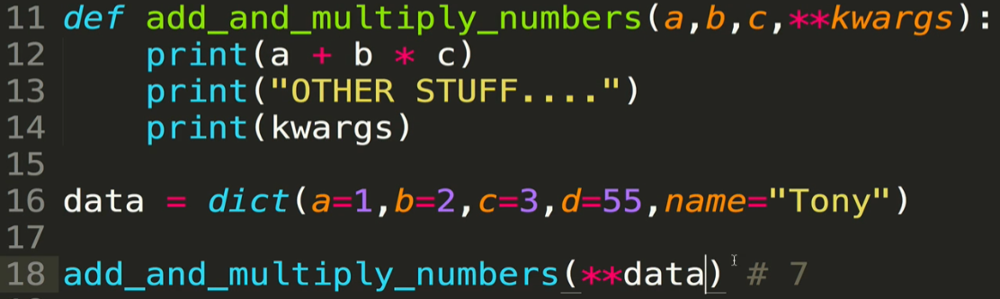 11 def add_and_multiply_numbers(a,b,c,**kwargs):
12     print(a + b * c)
13     print("OTHER STUFF....")
14     print(kwargs)
15
16 data = dict(a=1,b=2,c=3,d=55,name="Tony")
17
18 add_and_multiply_numbers(**data) # 7